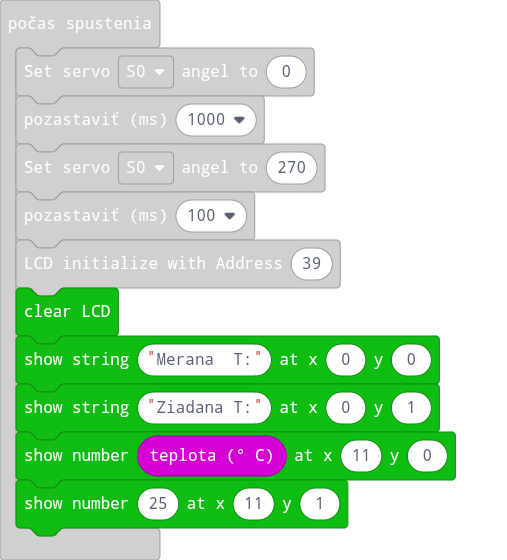 počas spustenia
Set servo S0 angel to 0
pozastaviť (ms) 1000
Set servo S0 angel to 270
pozastaviť (ms) 100
LCD initialize with Address 39
clear LCD
show string "Merana  T:" at x 0 y 0
show string "Ziadana T:" at x 0 y 1
show number teplota (° C) at x 11 y 0
show number 25 at x 11 y 1